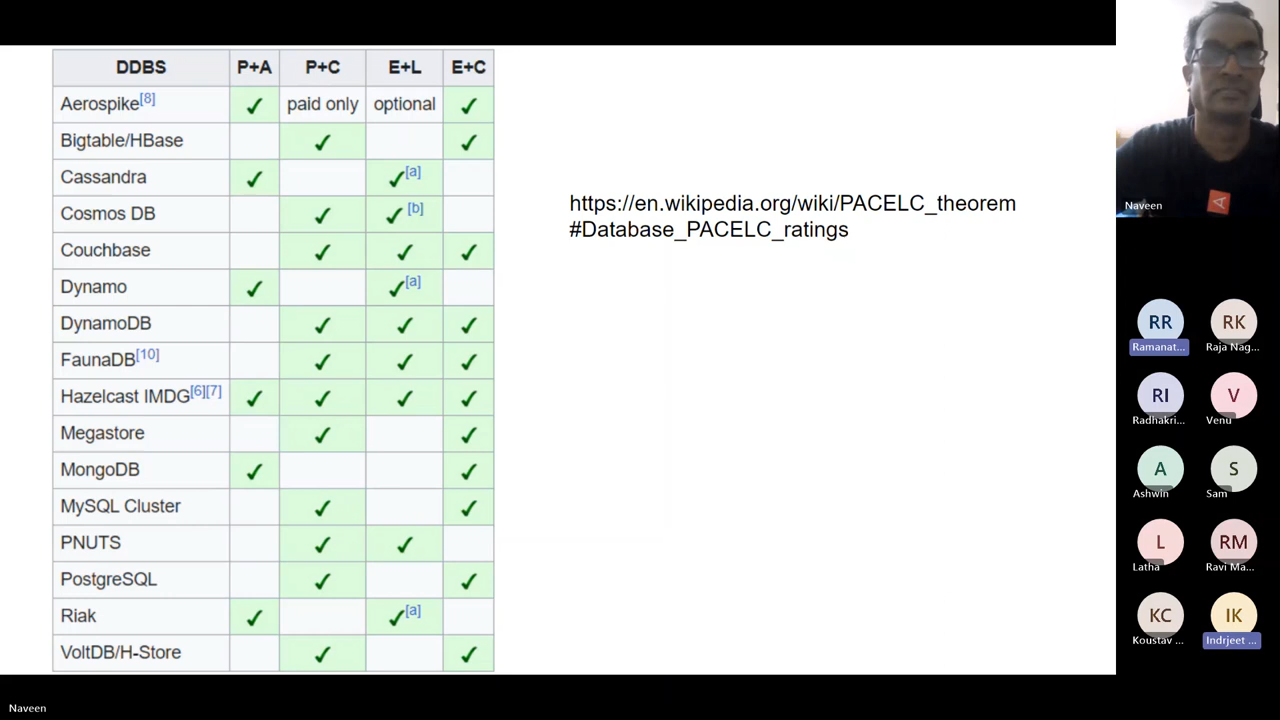 DDBS P+A P+C E+L E+C
Aerospike[8] ✓ paid only optional ✓
Bigtable/HBase ✓ ✓
Cassandra ✓ ✓[a]
Cosmos DB ✓ ✓[b]
Couchbase ✓ ✓ ✓
Dynamo ✓ ✓[a]
DynamoDB ✓ ✓ ✓
FaunaDB[10] ✓ ✓ ✓
Hazelcast IMDG[6][7] ✓ ✓ ✓ ✓
Megastore ✓ ✓
MongoDB ✓ ✓
MySQL Cluster ✓ ✓
PNUTS ✓ ✓
PostgreSQL ✓ ✓
Riak ✓ ✓[a]
VoltDB/H-Store ✓ ✓
https://en.wikipedia.org/wiki/PACELC_theorem
#Database_PACELC_ratings
Naveen
RR RK
Ramanat... Raja Nag...
RI V
Radhakri... Venu
A S
Ashwin Sam
L RM
Latha Ravi Ma...
KC IK
Koustav ... Indrjeet ...
Naveen